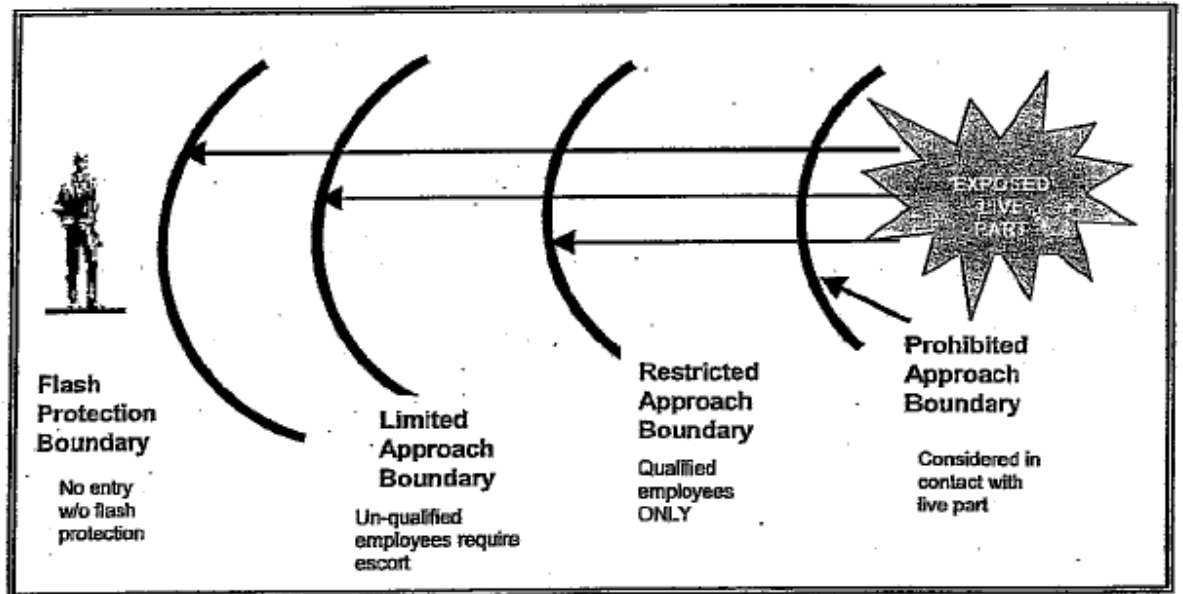 EXPOSED
LIVE
PART
Flash
Protection
Boundary
No entry
w/o flash
protection
Limited
Approach
Boundary
Un-qualified
employees require
escort
Restricted
Approach
Boundary
Qualified
employees
ONLY
Prohibited
Approach
Boundary
Considered in
contact with
live part